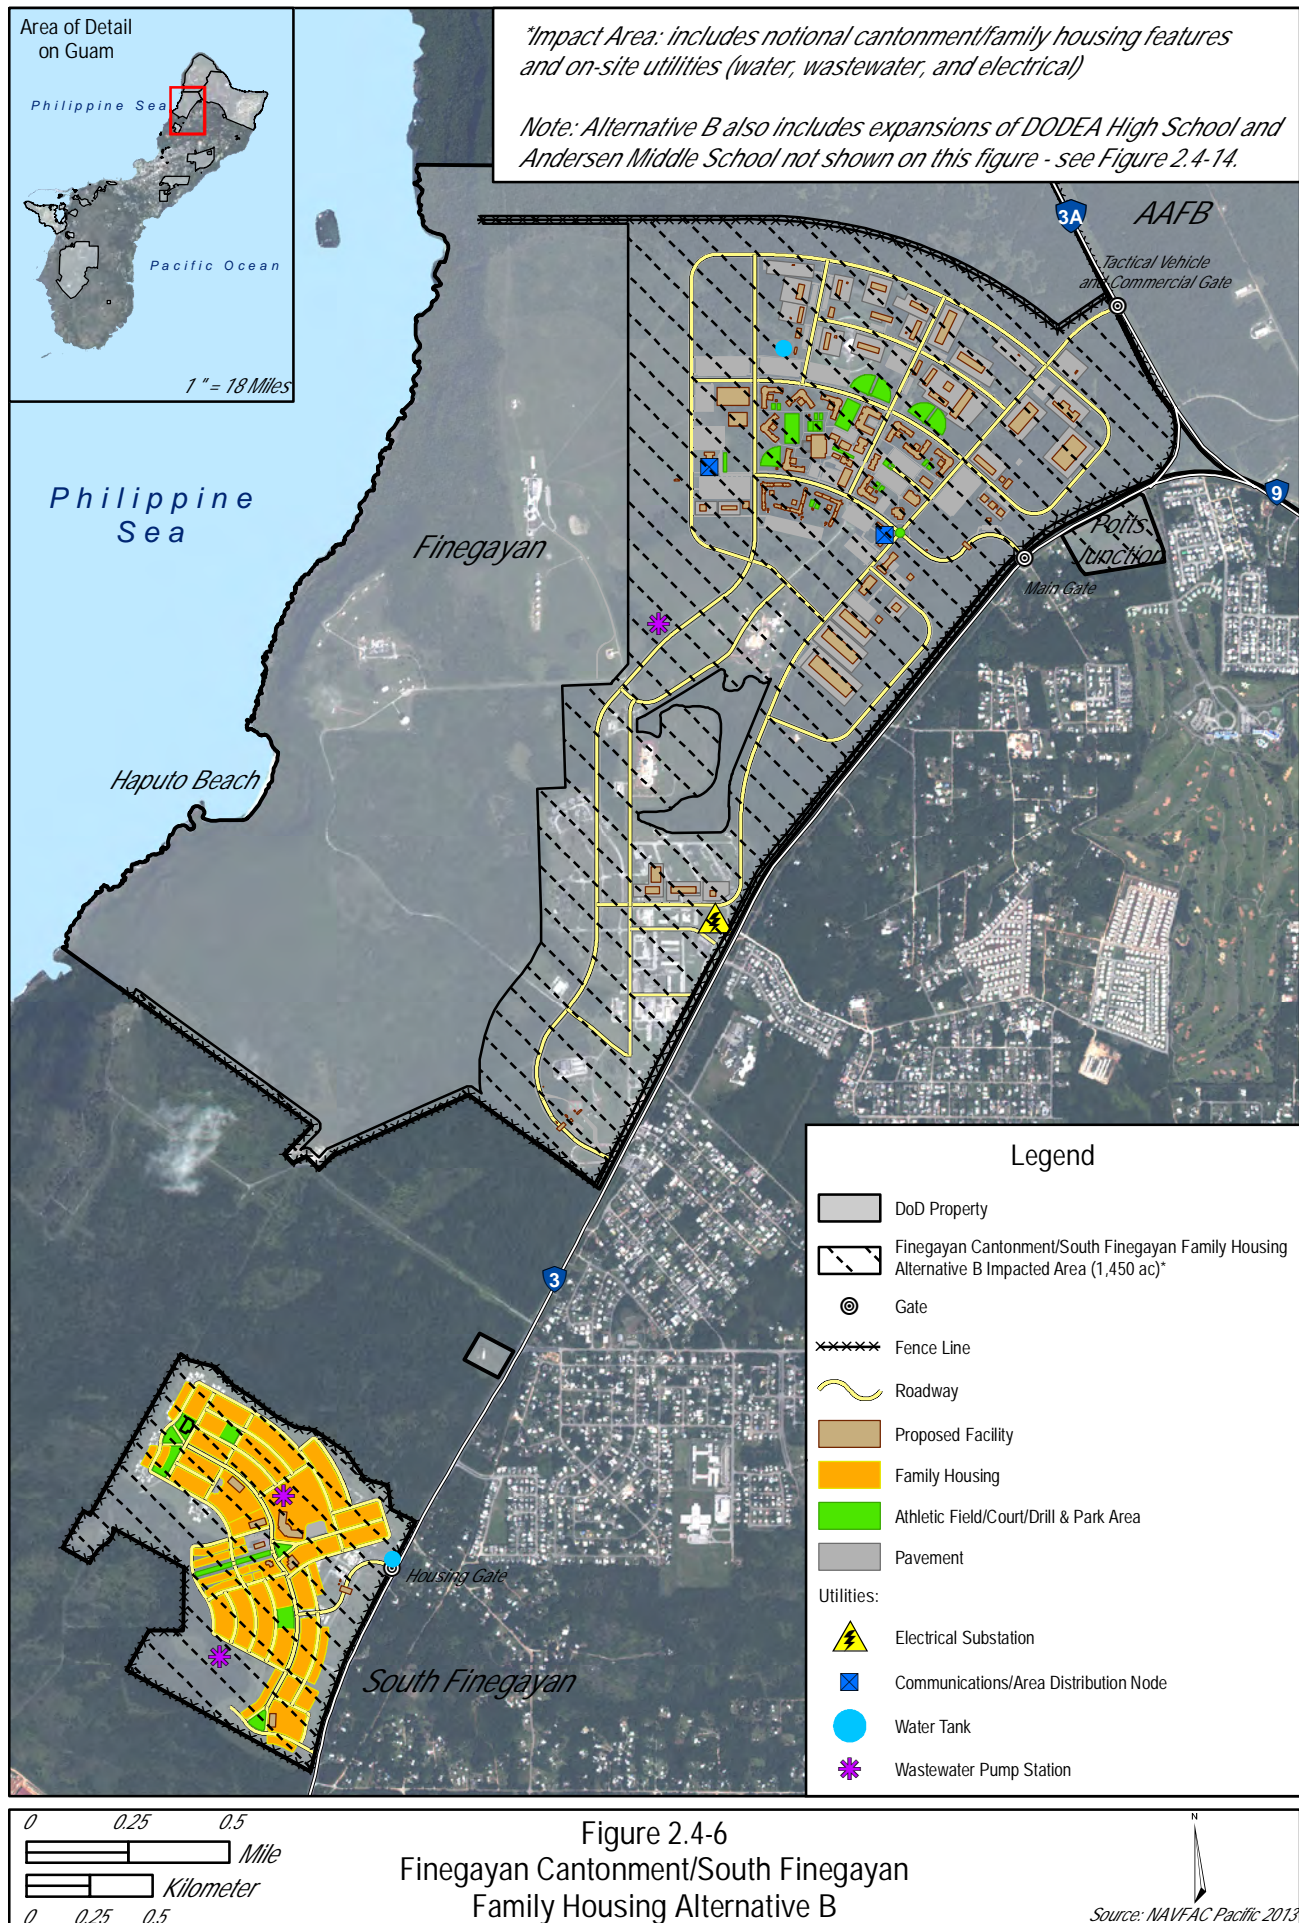 Area of Detail
on Guam
Philippine Sea
Pacific Ocean
1 " = 18 Miles
*Impact Area: includes notional cantonment/family housing features
and on-site utilities (water, wastewater, and electrical)
Note: Alternative B also includes expansions of DODEA High School and
Andersen Middle School not shown on this figure - see Figure 2.4-14.
3A
AAFB
Tactical Vehicle
and Commercial Gate
9
Philippine
Sea
Finegayan
Potts
Junction
Main Gate
Haputo Beach
3
Housing Gate
South Finegayan
Legend
DoD Property
Finegayan Cantonment/South Finegayan Family Housing
Alternative B Impacted Area (1,450 ac)*
Gate
Fence Line
Roadway
Proposed Facility
Family Housing
Athletic Field/Court/Drill & Park Area
Pavement
Utilities:
Electrical Substation
Communications/Area Distribution Node
Water Tank
Wastewater Pump Station
0 0.25 0.5
Mile
Kilometer
0 0.25 0.5
Figure 2.4-6
Finegayan Cantonment/South Finegayan
Family Housing Alternative B
N
Source: NAVFAC Pacific 2013